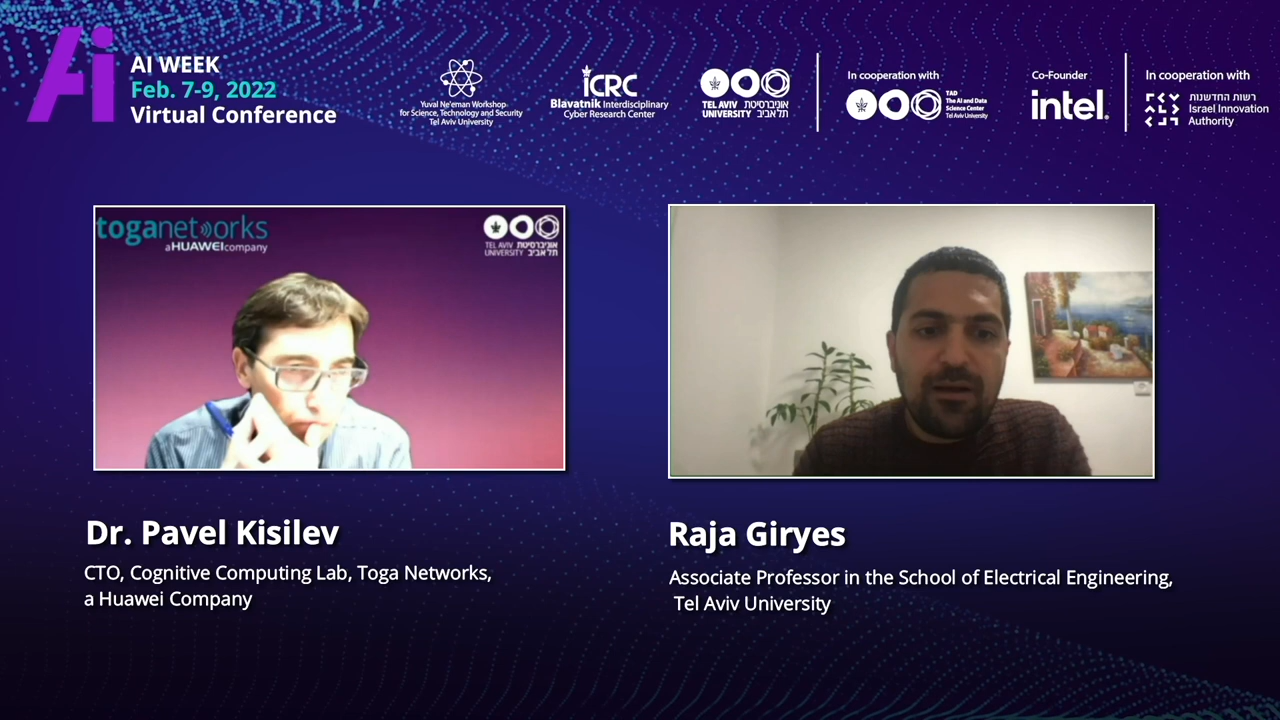 Ai
AI WEEK
Feb. 7-9, 2022
Virtual Conference
Yuval Ne'eman Workshop
for Science, Technology and Security
Tel Aviv University
iCRC
Blavatnik Interdisciplinary
Cyber Research Center
TEL AVIV אוניברסיטת
UNIVERSITY תל אביב
In cooperation with
TAD
The AI and Data
Science Center
Tel Aviv University
Co-Founder
intel.
In cooperation with
רשות החדשנות
Israel Innovation
Authority
toganetworks
a HUAWEI company
TEL AVIV אוניברסיטת
UNIVERSITY תל אביב
Dr. Pavel Kisilev
CTO, Cognitive Computing Lab, Toga Networks,
a Huawei Company
Raja Giryes
Associate Professor in the School of Electrical Engineering,
Tel Aviv University